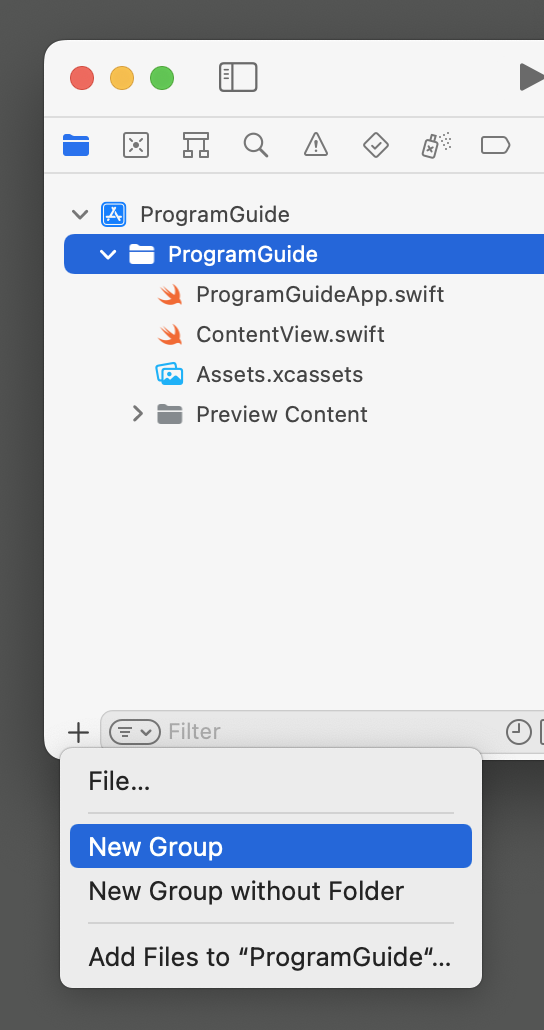 ProgramGuide
ProgramGuide
ProgramGuideApp.swift
ContentView.swift
Assets.xcassets
Preview Content
Filter
File...
New Group
New Group without Folder
Add Files to “ProgramGuide“...